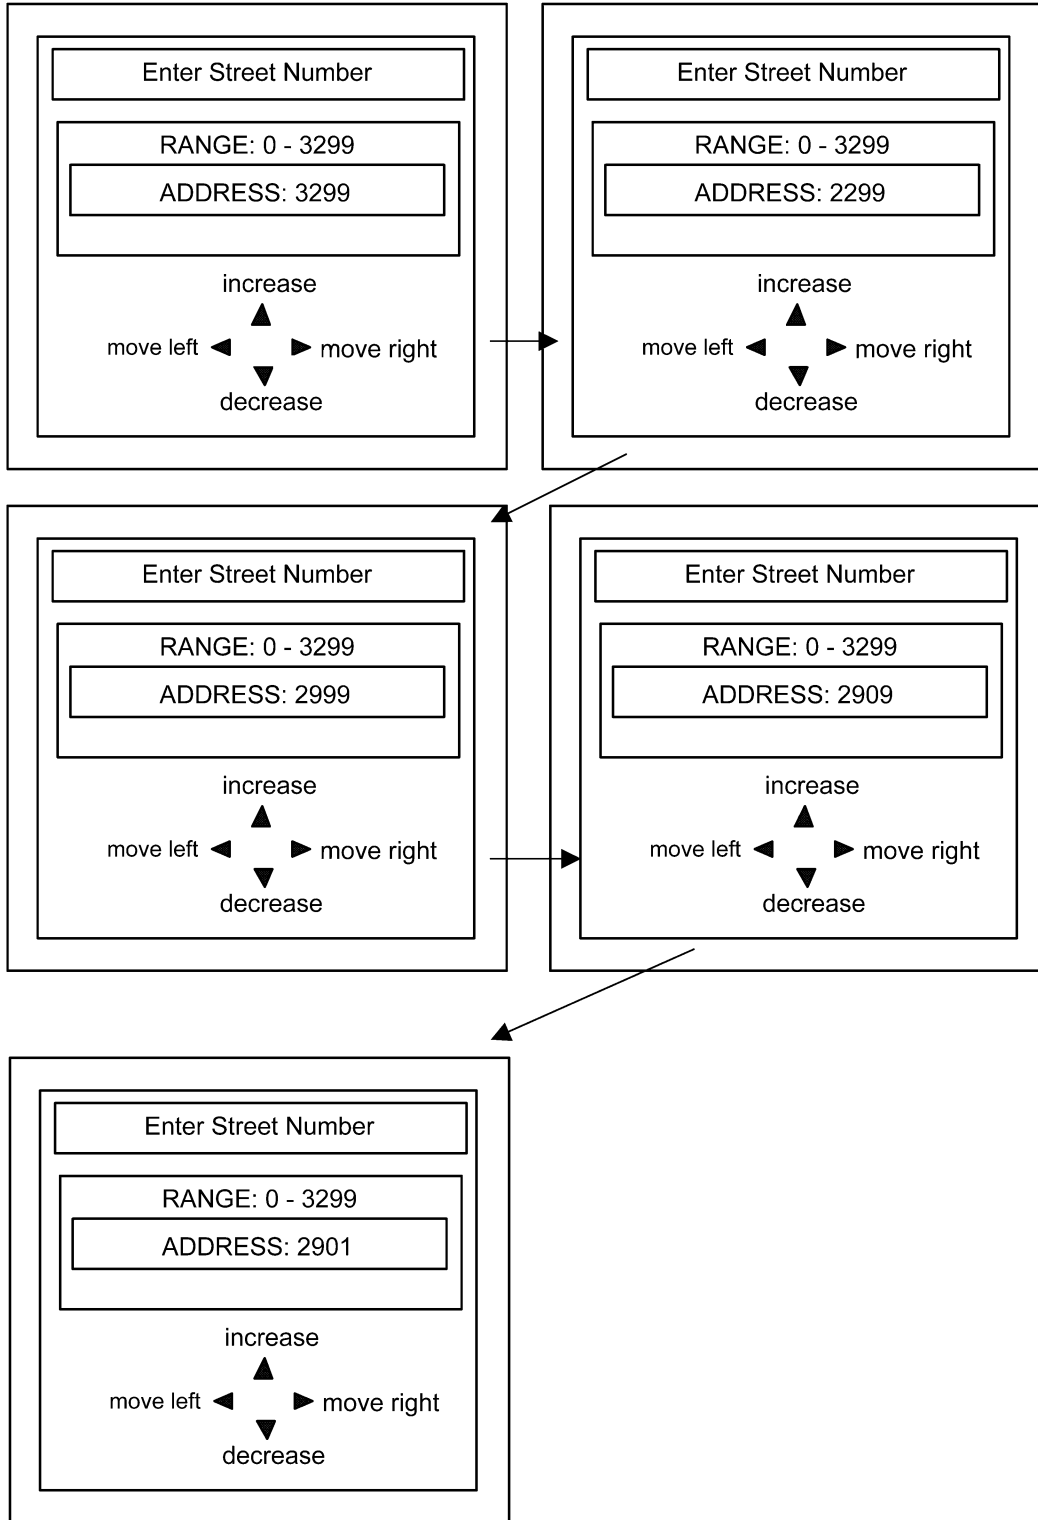 Enter Street Number
RANGE: 0 - 3299
ADDRESS: 3299
increase
move left move right
decrease
Enter Street Number
RANGE: 0 - 3299
ADDRESS: 2299
increase
move left move right
decrease
Enter Street Number
RANGE: 0 - 3299
ADDRESS: 2999
increase
move left move right
decrease
Enter Street Number
RANGE: 0 - 3299
ADDRESS: 2909
increase
move left move right
decrease
Enter Street Number
RANGE: 0 - 3299
ADDRESS: 2901
increase
move left move right
decrease